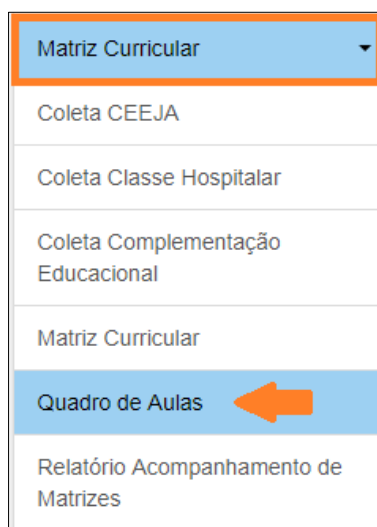 Matriz Curricular
Coleta CEEJA
Coleta Classe Hospitalar
Coleta Complementação
Educacional
Matriz Curricular
Quadro de Aulas
Relatório Acompanhamento de
Matrizes